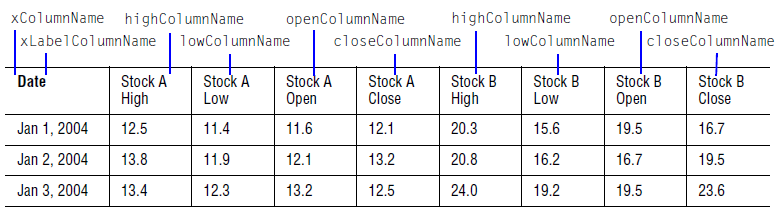 xColumnName highColumnName openColumnName highColumnName openColumnName
xLabelColumnName lowColumnName closeColumnName lowColumnName closeColumnName
Date Stock A Stock A Stock A Stock A Stock B Stock B Stock B Stock B
High Low Open Close High Low Open Close
Jan 1, 2004 12.5 11.4 11.6 12.1 20.3 15.6 19.5 16.7
Jan 2, 2004 13.8 11.9 12.1 13.2 20.8 16.2 16.7 19.5
Jan 3, 2004 13.4 12.3 13.2 12.5 24.0 19.2 19.5 23.6